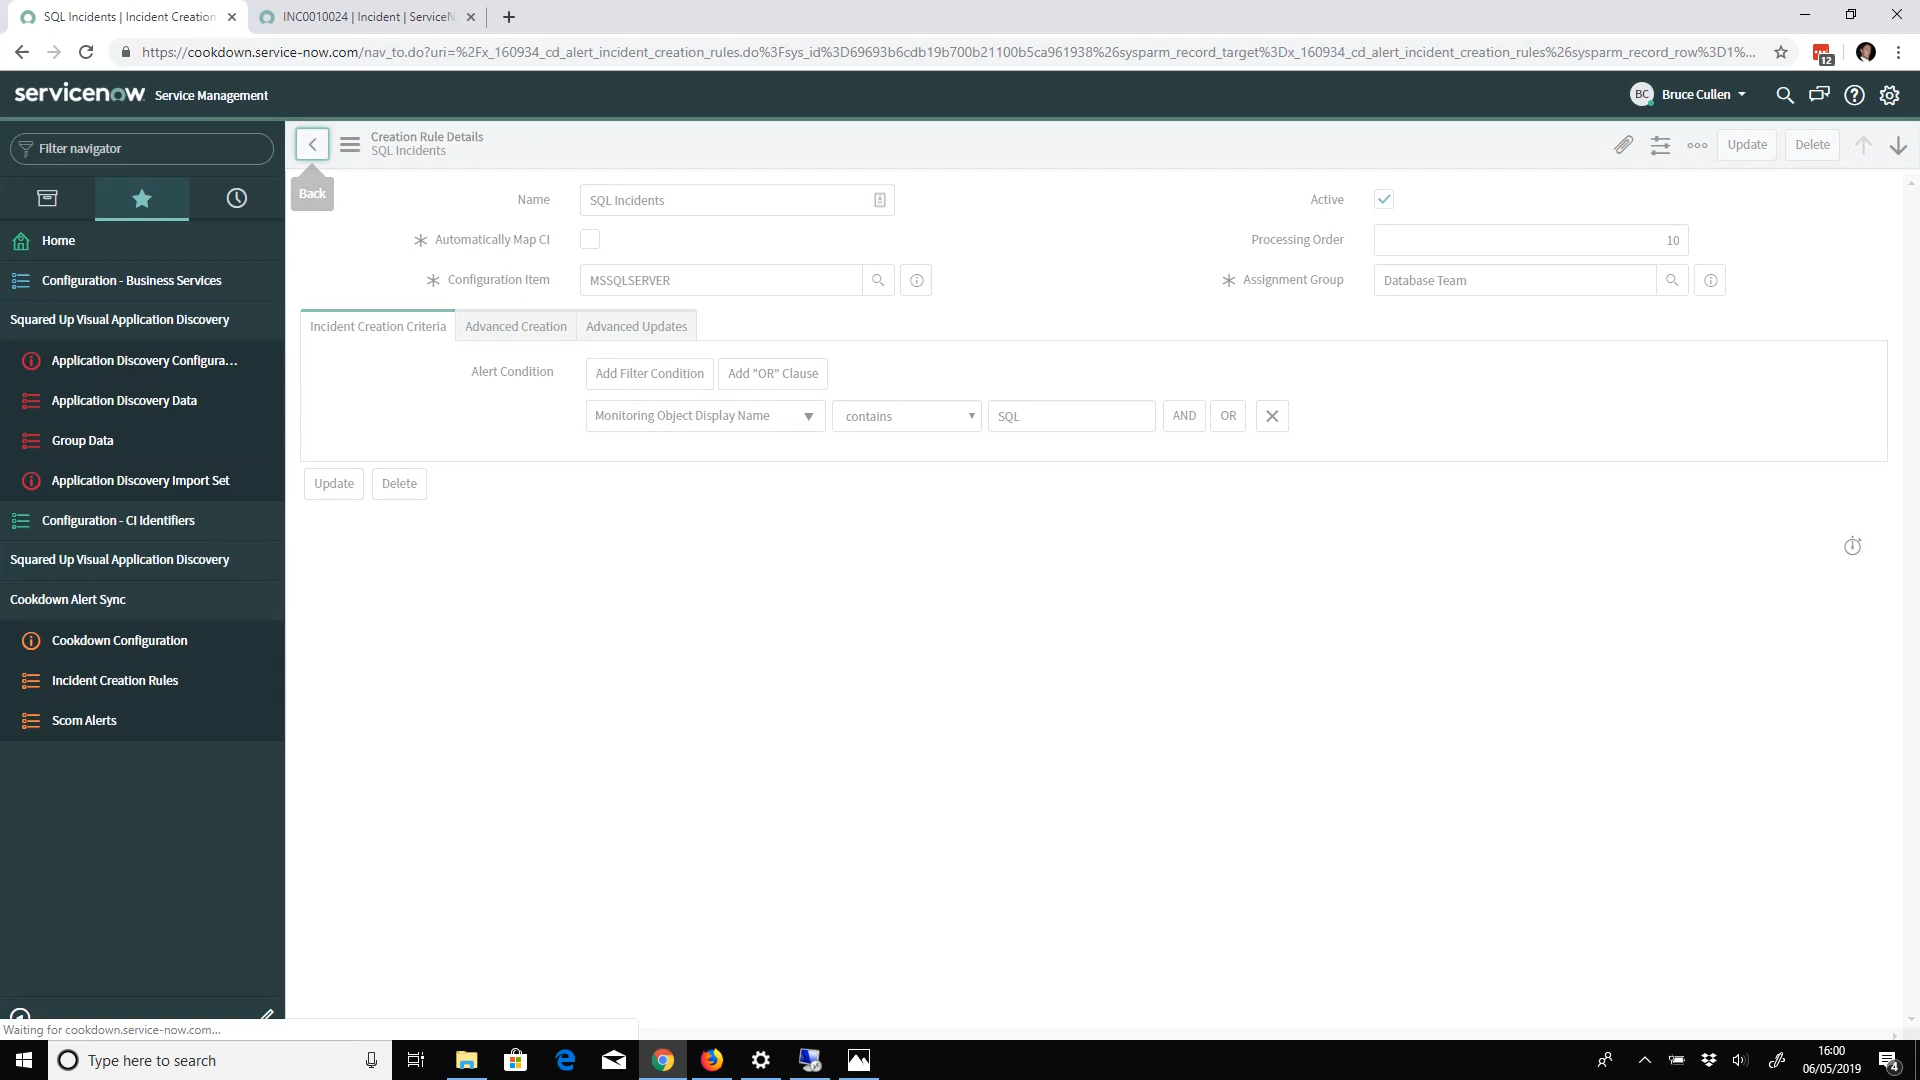 SQL Incidents | Incident Creation
INC0010024 | Incident | ServiceN
https://cookdown.service-now.com/nav_to.do?uri=%2Fx_160934_cd_alert_incident_creation_rules.do%3Fsys_id%3D69693b6cdb19b700b21100b5ca961938%26sysparm_record_target%3Dx_160934_cd_alert_incident_creation_rules%26sysparm_record_row%3D1%...
12
servicenow Service Management
BC Bruce Cullen
Filter navigator
Creation Rule Details
SQL Incidents
Update
Delete
Back
Home
Configuration - Business Services
Squared Up Visual Application Discovery
Application Discovery Configura...
Application Discovery Data
Group Data
Application Discovery Import Set
Configuration - CI Identifiers
Squared Up Visual Application Discovery
Cookdown Alert Sync
Cookdown Configuration
Incident Creation Rules
Scom Alerts
Name SQL Incidents
Active
Automatically Map CI
Processing Order 10
Configuration Item MSSQLSERVER
Assignment Group Database Team
Incident Creation Criteria Advanced Creation Advanced Updates
Alert Condition Add Filter Condition Add "OR" Clause
Monitoring Object Display Name contains SQL AND OR
Update Delete
Waiting for cookdown.service-now.com...
Type here to search
16:00
06/05/2019
4